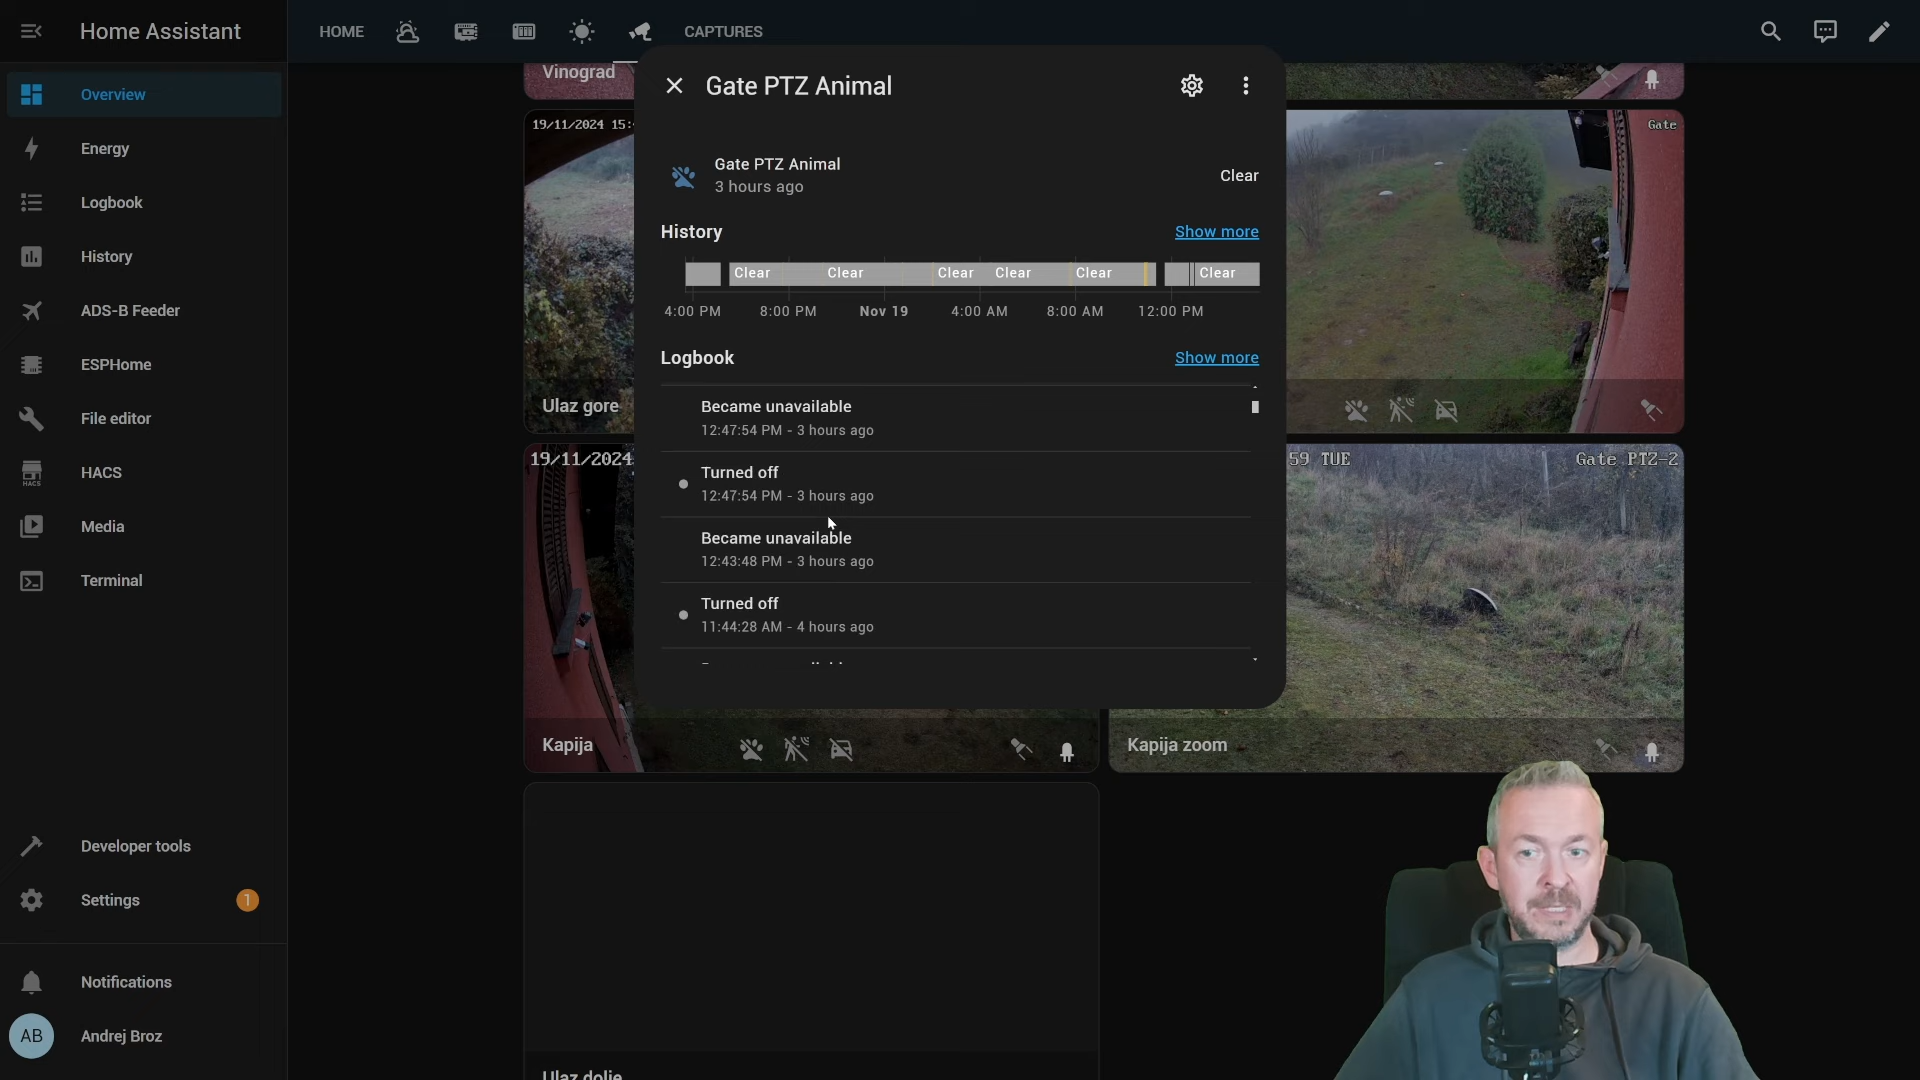 Home Assistant
HOME
CAPTURES
Overview
Energy
Logbook
History
ADS-B Feeder
ESPHome
File editor
HACS
HACS
Media
Terminal
Developer tools
Settings
1
Notifications
AB
Andrej Broz
Vinograd
19/11/2024 15:
Ulaz gore
Gate
19/11/2024
Kapija
59 TUE
Gate PTZ-2
Kapija zoom
Ulaz dolje
Gate PTZ Animal
Gate PTZ Animal
3 hours ago
Clear
History
Show more
Clear Clear Clear Clear Clear Clear
4:00 PM 8:00 PM Nov 19 4:00 AM 8:00 AM 12:00 PM
Logbook
Show more
Became unavailable
12:47:54 PM - 3 hours ago
Turned off
12:47:54 PM - 3 hours ago
Became unavailable
12:43:48 PM - 3 hours ago
Turned off
11:44:28 AM - 4 hours ago